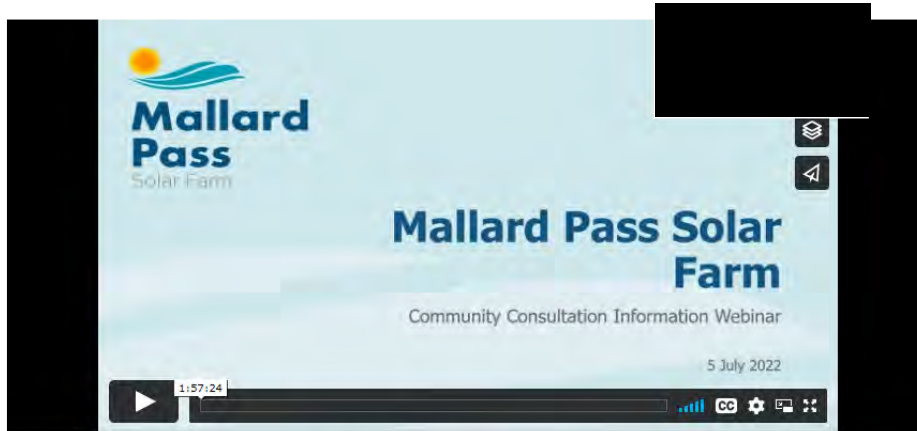 Mallard
Pass
Solar Farm
Mallard Pass Solar
Farm
Community Consultation Information Webinar
5 July 2022
1:57:24
CC